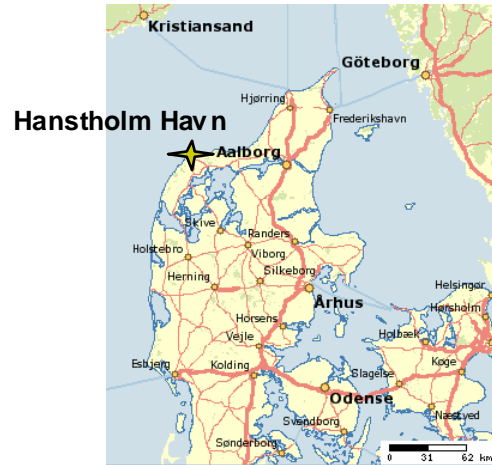 Kristiansand
Göteborg
Hjørring
Frederikshavn
Hanstholm Havn
Aalborg
Skive
Randers
Holstebro
Viborg
Silkeborg
Herning
Helsingør
Århus
Hørsholm
Horsens
Holbæk
Vejle
Køge
Esbjerg
Kolding
Slagelse
Odense
Næstved
Svendborg
Sønderborg
0 31 62 km